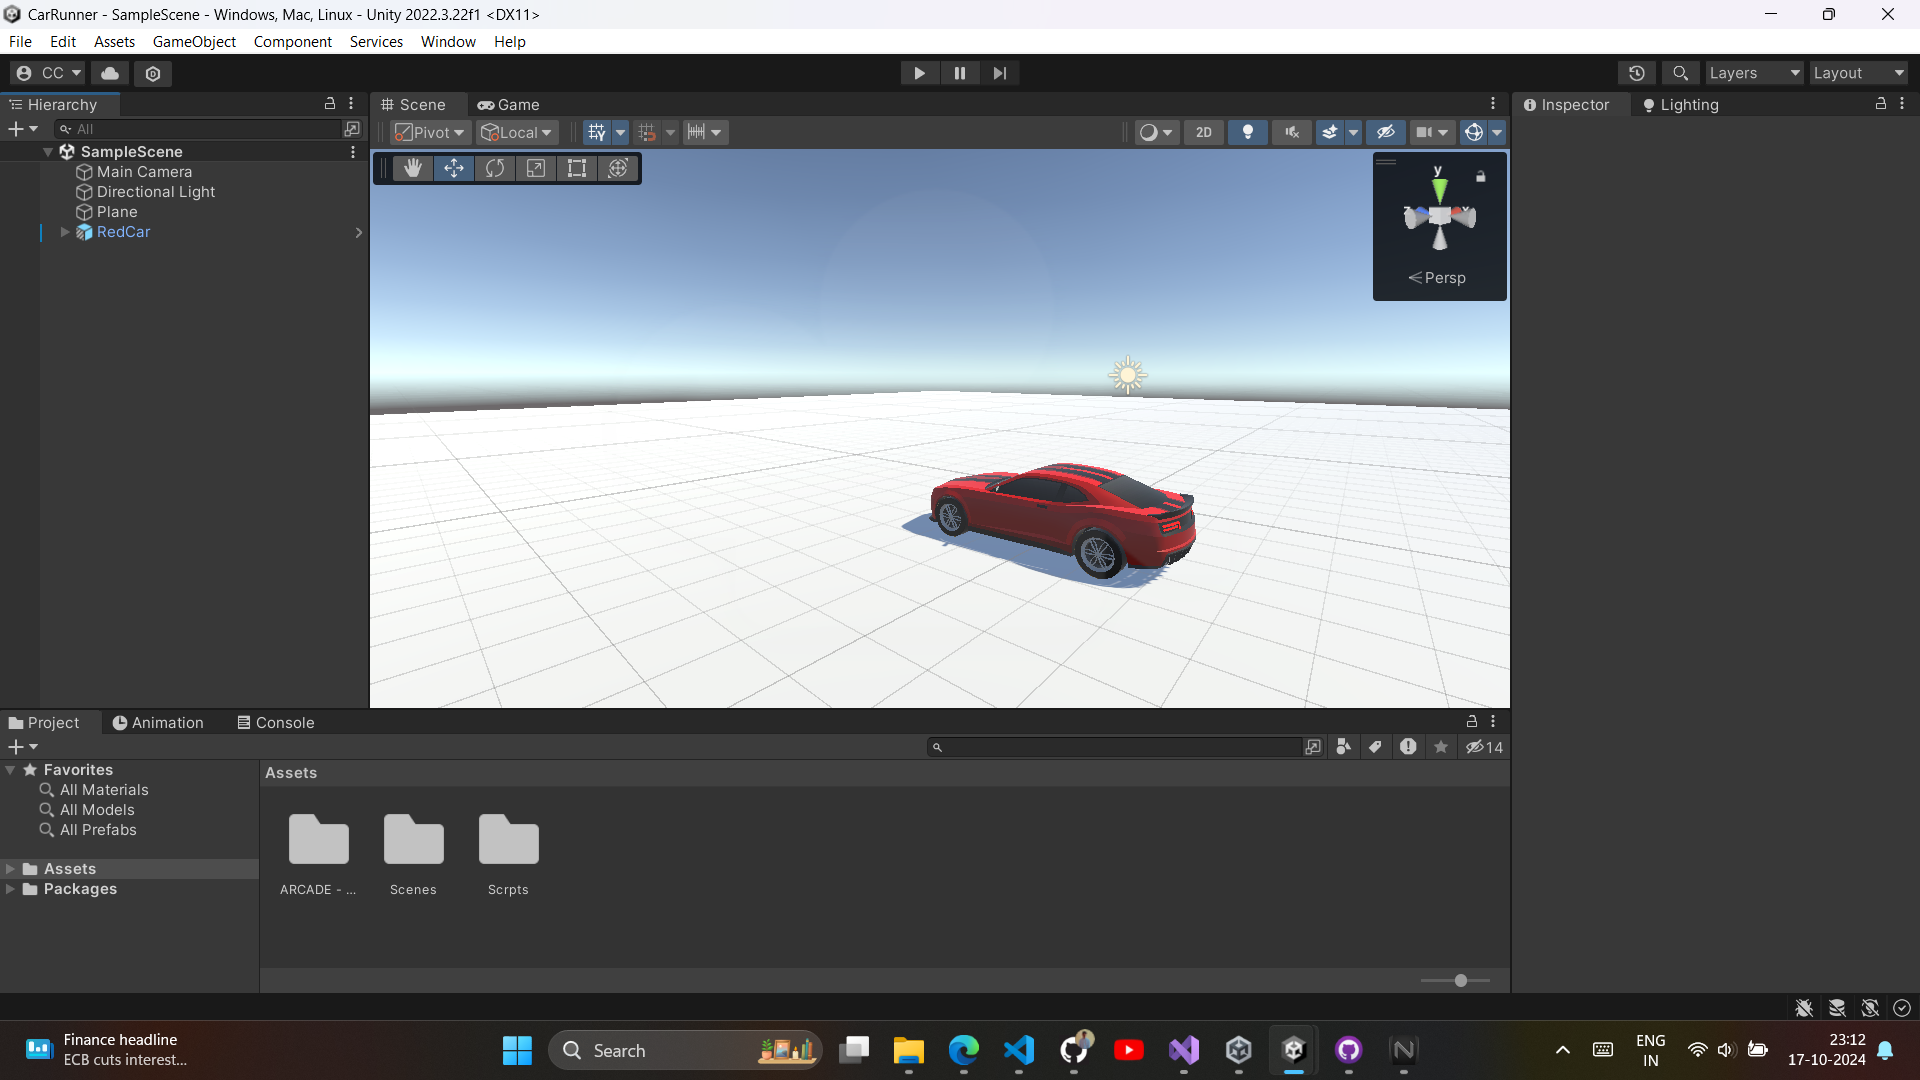 CarRunner - SampleScene - Windows, Mac, Linux - Unity 2022.3.22f1 <DX11>
File Edit Assets GameObject Component Services Window Help
CC Layers Layout
Hierarchy Scene Game Inspector Lighting
All Pivot Local 2D
SampleScene
Main Camera
Directional Light
Plane
RedCar
y
z x
Persp
Project Animation Console
14
Favorites
All Materials
All Models
All Prefabs
Assets
Packages
Assets
ARCADE - ... Scenes Scrpts
Finance headline
ECB cuts interest...
Search
ENG
IN
23:12
17-10-2024